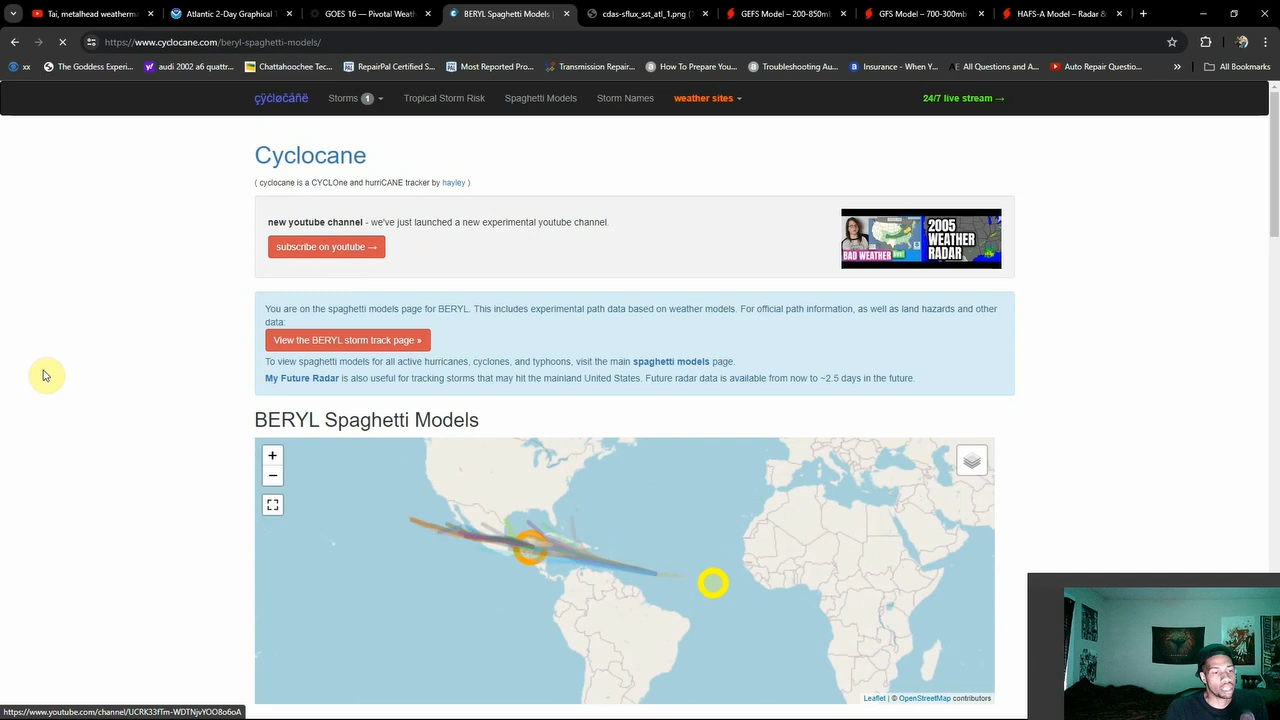 Tai, metalhead weatherma
Atlantic 2-Day Graphical
GOES 16 — Pivotal Weath
BERYL Spaghetti Models |
cdas-sflux_sst_atl_1.png (
GEFS Model – 200-850mb
GFS Model – 700-300mb
HAFS-A Model – Radar &
https://www.cyclocane.com/beryl-spaghetti-models/
xx
The Goddess Experi...
audi 2002 a6 quattr...
Chattahoochee Tec...
RepairPal Certified S...
Most Reported Pro...
Transmission Repair...
How To Prepare You...
Troubleshooting Au...
Insurance - When Y...
All Questions - Am A...
Auto Repair Questio...
All Bookmarks
çÿćløčáñē
Storms 1
Tropical Storm Risk
Spaghetti Models
Storm Names
weather sites
24/7 live stream →
Cyclocane
( cyclocane is a CYCLOne and hurriCANE tracker by hayley )
new youtube channel - we've just launched a new experimental youtube channel.
subscribe on youtube →
BAD WEATHER live!
2005
WEATHER
RADAR
You are on the spaghetti models page for BERYL. This includes experimental path data based on weather models. For official path information, as well as land hazards and other
data:
View the BERYL storm track page »
To view spaghetti models for all active hurricanes, cyclones, and typhoons, visit the main spaghetti models page.
My Future Radar is also useful for tracking storms that may hit the mainland United States. Future radar data is available from now to ~2.5 days in the future.
BERYL Spaghetti Models
+
−
Leaflet | © OpenStreetMap contributors
https://www.youtube.com/channel/UCRK33fTm-WDTNjvYOO8o6oA